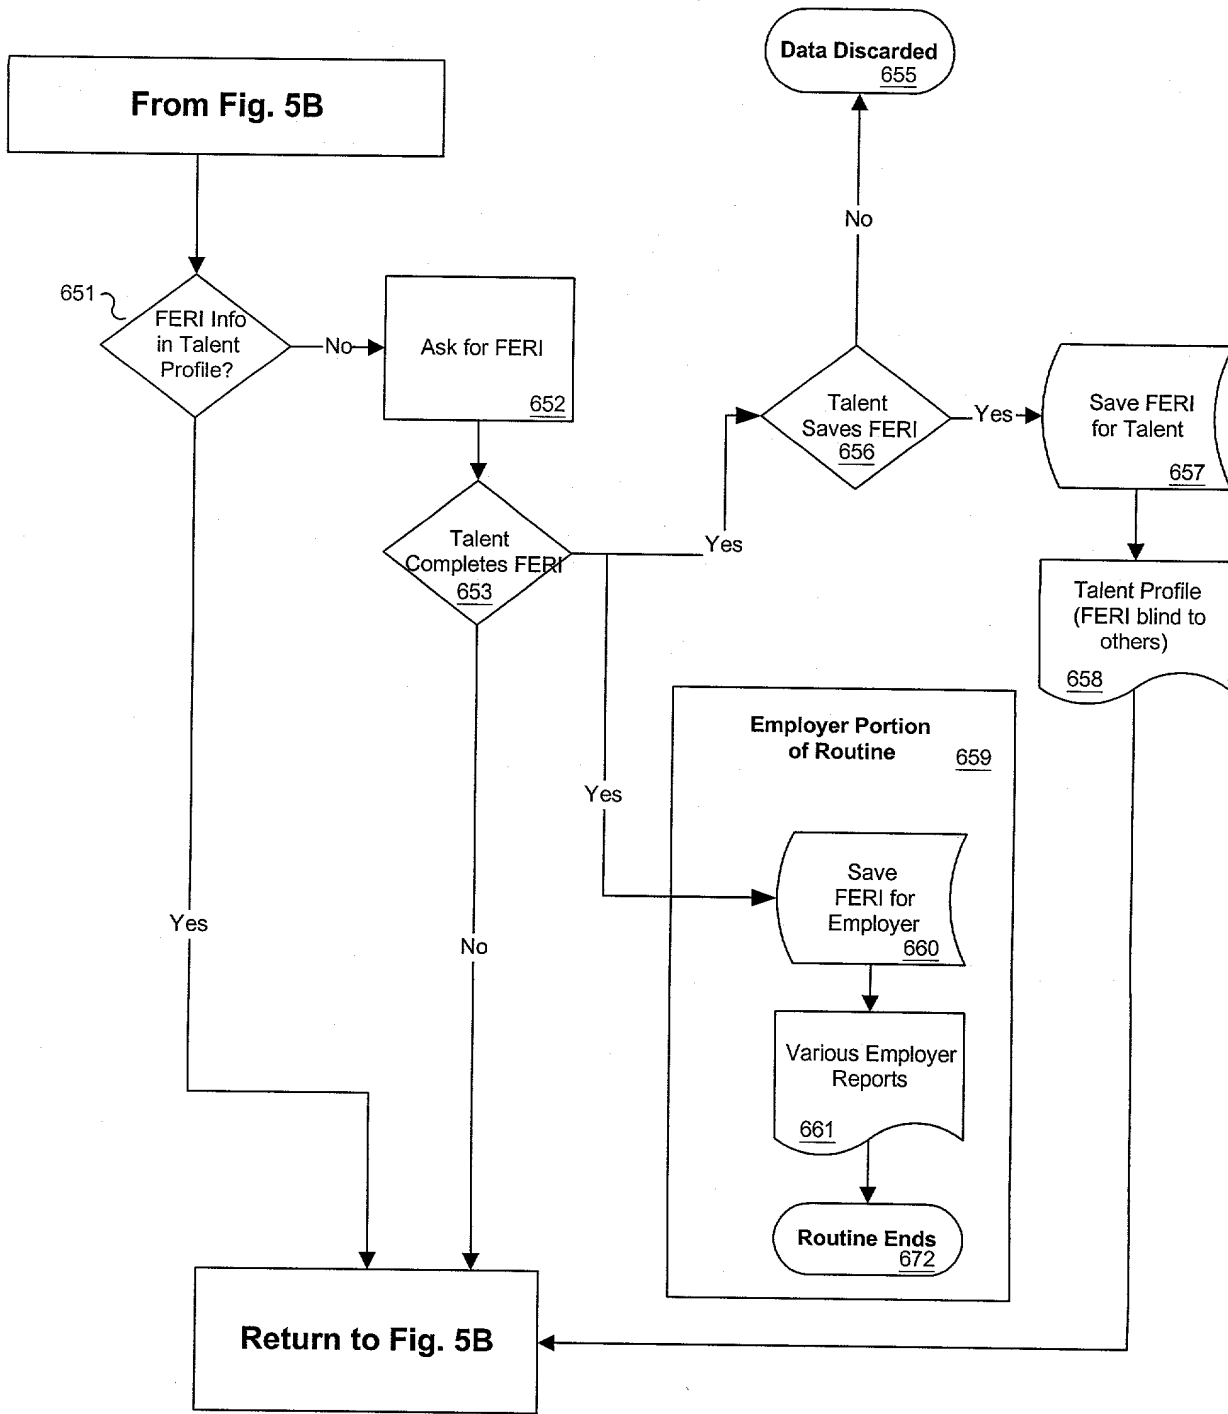 From Fig. 5B
651
FERI Info
in Talent
Profile?
No
Ask for FERI
652
Data Discarded
655
No
Talent
Saves FERI
656
Yes
Save FERI
for Talent
657
Talent
Completes FERI
653
Yes
Talent Profile
(FERI blind to
others)
658
Employer Portion
of Routine
659
Yes
Save
FERI for
Employer
660
Yes
No
Various Employer
Reports
661
Routine Ends
672
Return to Fig. 5B